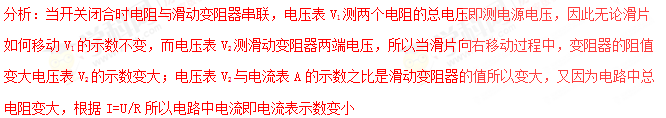 分析：当开关闭合时电阻与滑动变阻器串联，电压表 V₁测两个电阻的总电压即测电源电压，因此无论滑片
如何移动 V₁的示数不变，而电压表 V₂测滑动变阻器两端电压，所以当滑片向右移动过程中，变阻器的阻值
变大电压表 V₂的示数变大；电压表 V₂与电流表 A 的示数之比是滑动变阻器的值所以变大，又因为电路中总
电阻变大，根据 I=U/R 所以电路中电流即电流表示数变小